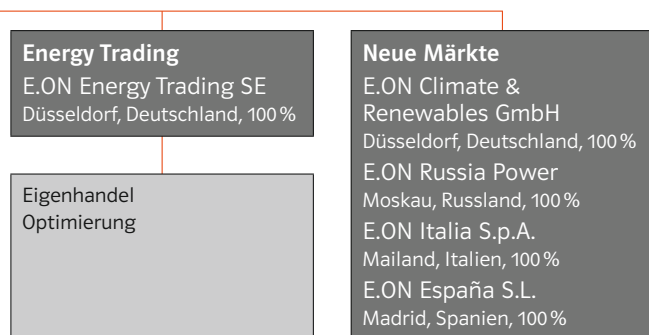 Energy Trading
E.ON Energy Trading SE
Düsseldorf, Deutschland, 100 %
Eigenhandel
Optimierung
Neue Märkte
E.ON Climate &
Renewables GmbH
Düsseldorf, Deutschland, 100 %
E.ON Russia Power
Moskau, Russland, 100 %
E.ON Italia S.p.A.
Mailand, Italien, 100 %
E.ON España S.L.
Madrid, Spanien, 100 %